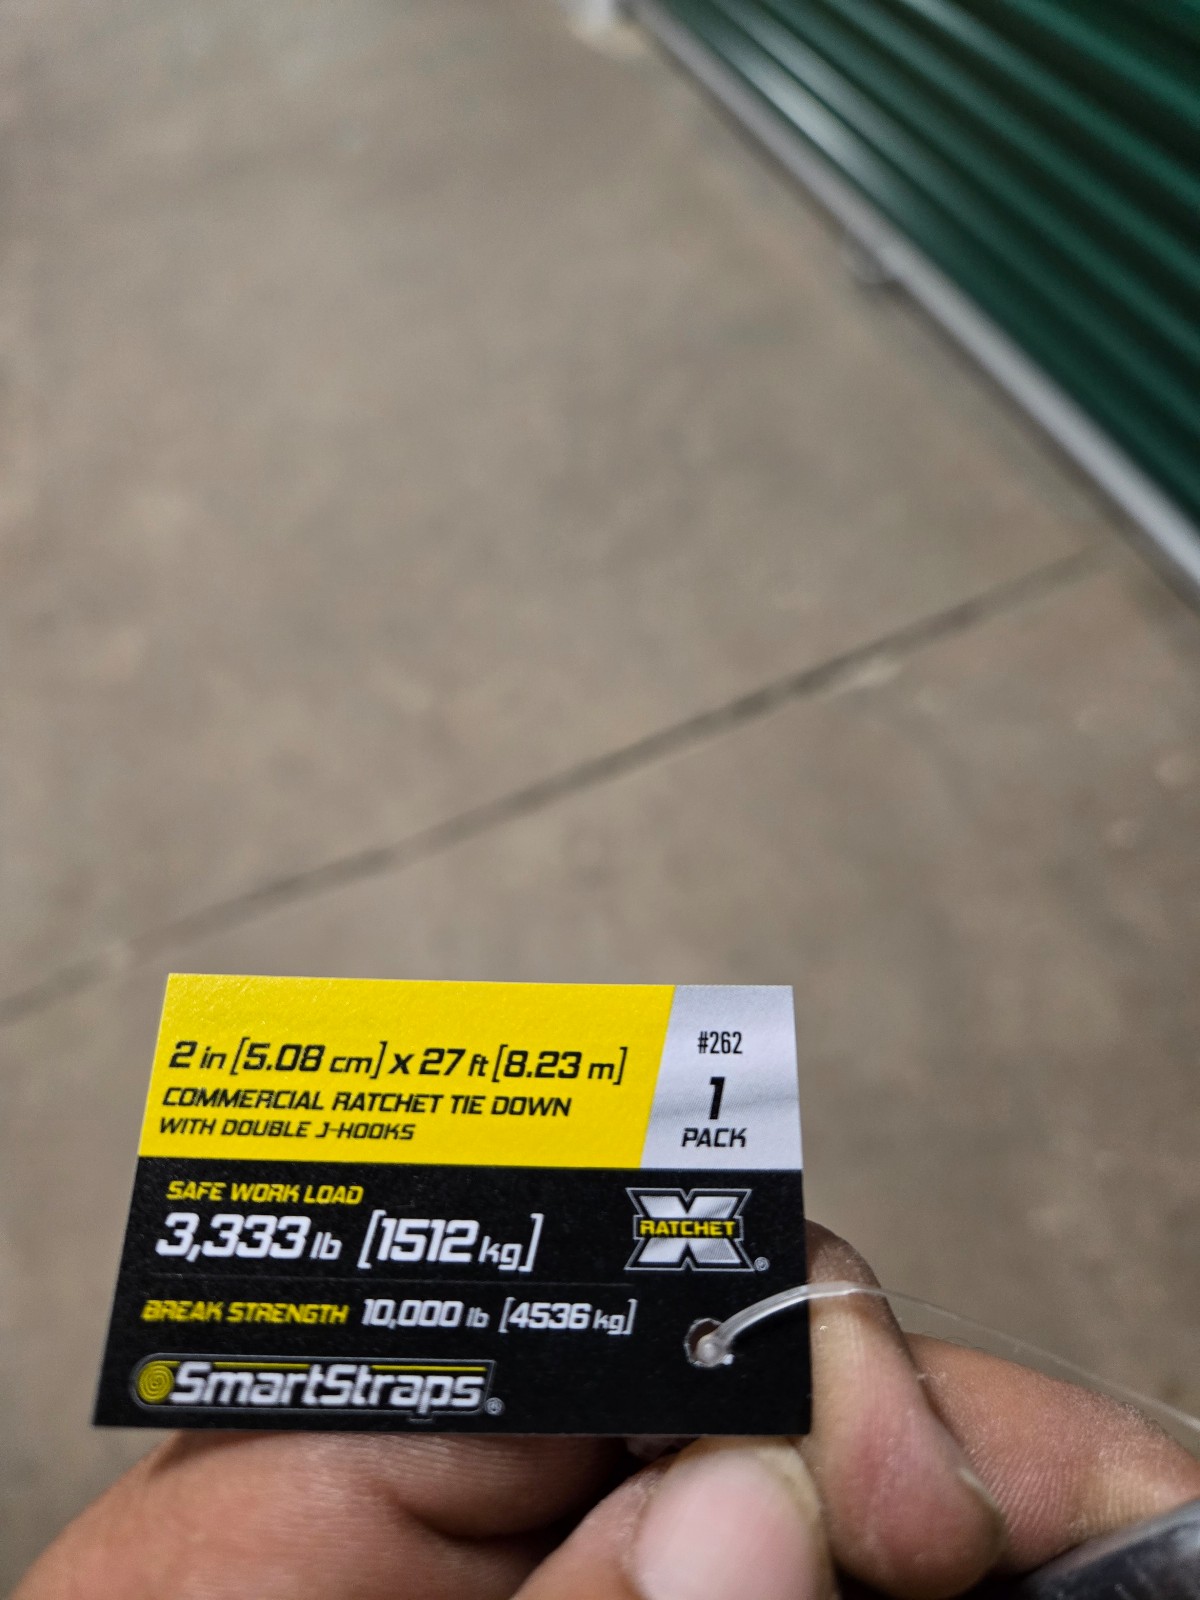 2 in [5.08 cm] x 27 ft [8.23 m]
COMMERCIAL RATCHET TIE DOWN
WITH DOUBLE J-HOOKS
#262
1
PACK
SAFE WORK LOAD
3,333 lb [1512 kg]
X
RATCHET
®
BREAK STRENGTH 10,000 lb [4536 kg]
SmartStraps®